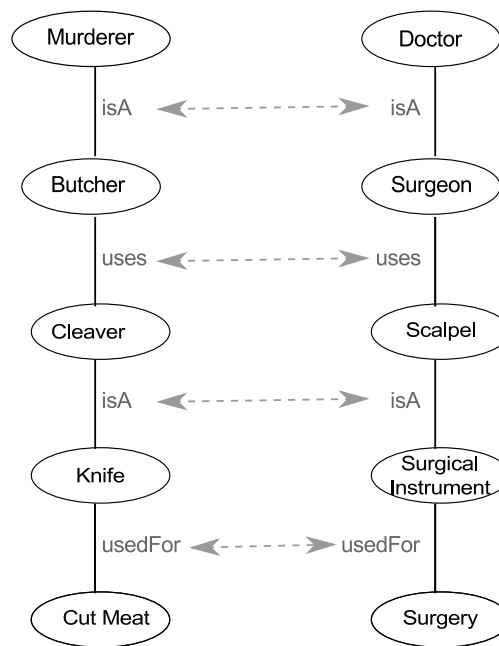 Murderer
Doctor
isA
isA
Butcher
Surgeon
uses
uses
Cleaver
Scalpel
isA
isA
Knife
Surgical
Instrument
usedFor
usedFor
Cut Meat
Surgery